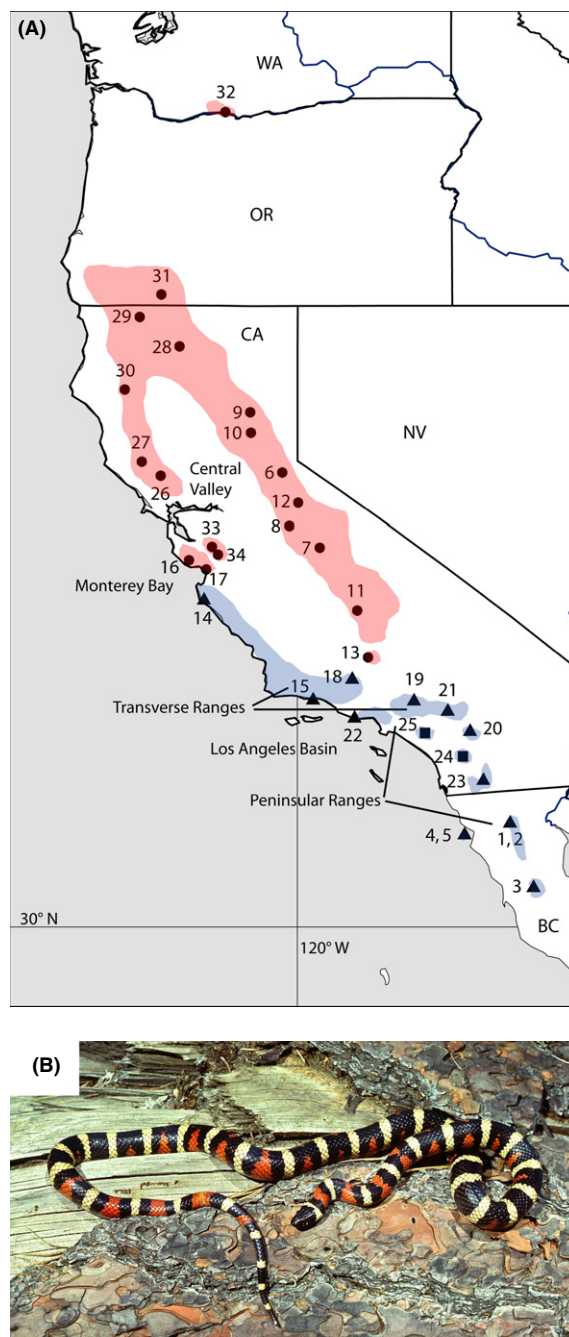 (A)
WA
32
OR
31
29
CA
28
30
9
10
NV
27
6
Central
Valley
26
12
8
33
7
34
16
17
Monterey Bay
11
14
13
18
19
15
21
Transverse Ranges
22
25
20
Los Angeles Basin
24
23
Peninsular Ranges
4, 5
1, 2
3
30° N
BC
120° W
(B)